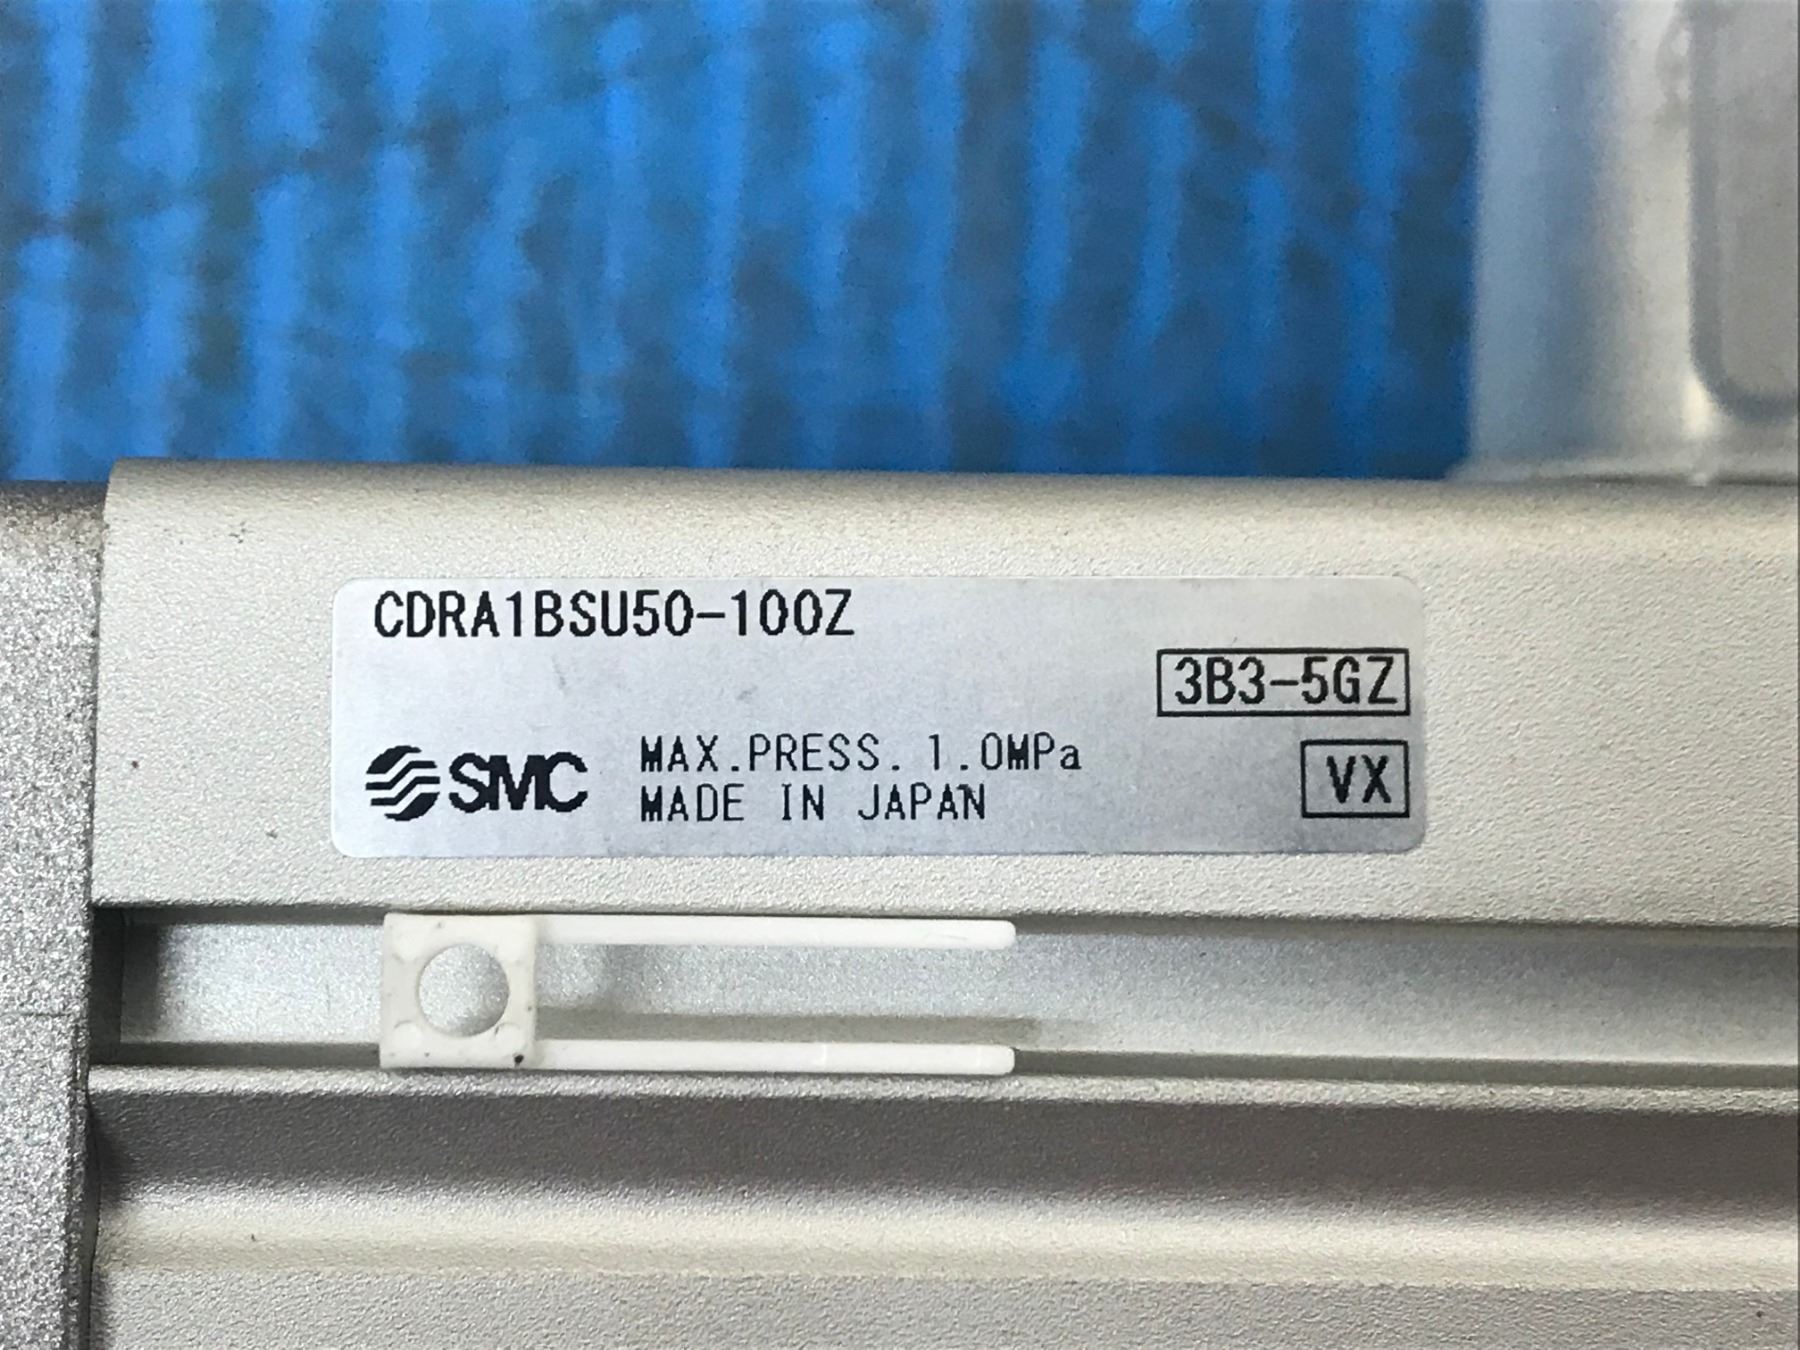 CDRA1BSU50-100Z
3B3-5GZ
SMC MAX.PRESS. 1.0MPa
MADE IN JAPAN
VX